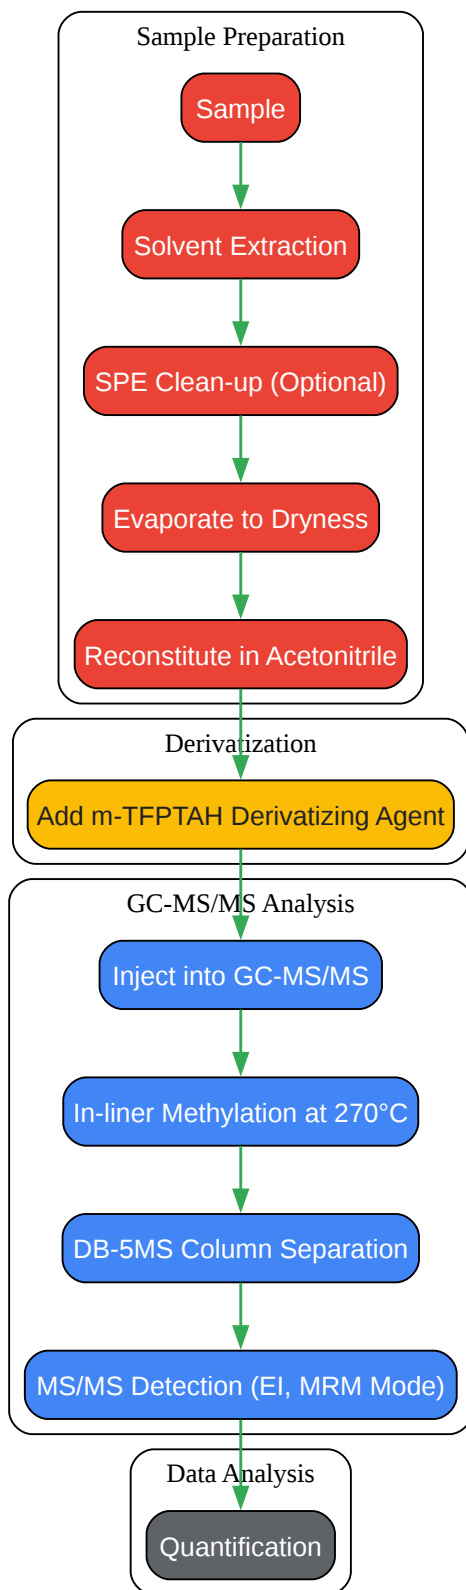 Sample Preparation
Sample
Solvent Extraction
SPE Clean-up (Optional)
Evaporate to Dryness
Reconstitute in Acetonitrile
Derivatization
Add m-TFPTAH Derivatizing Agent
GC-MS/MS Analysis
Inject into GC-MS/MS
In-liner Methylation at 270°C
DB-5MS Column Separation
MS/MS Detection (EI, MRM Mode)
Data Analysis
Quantification